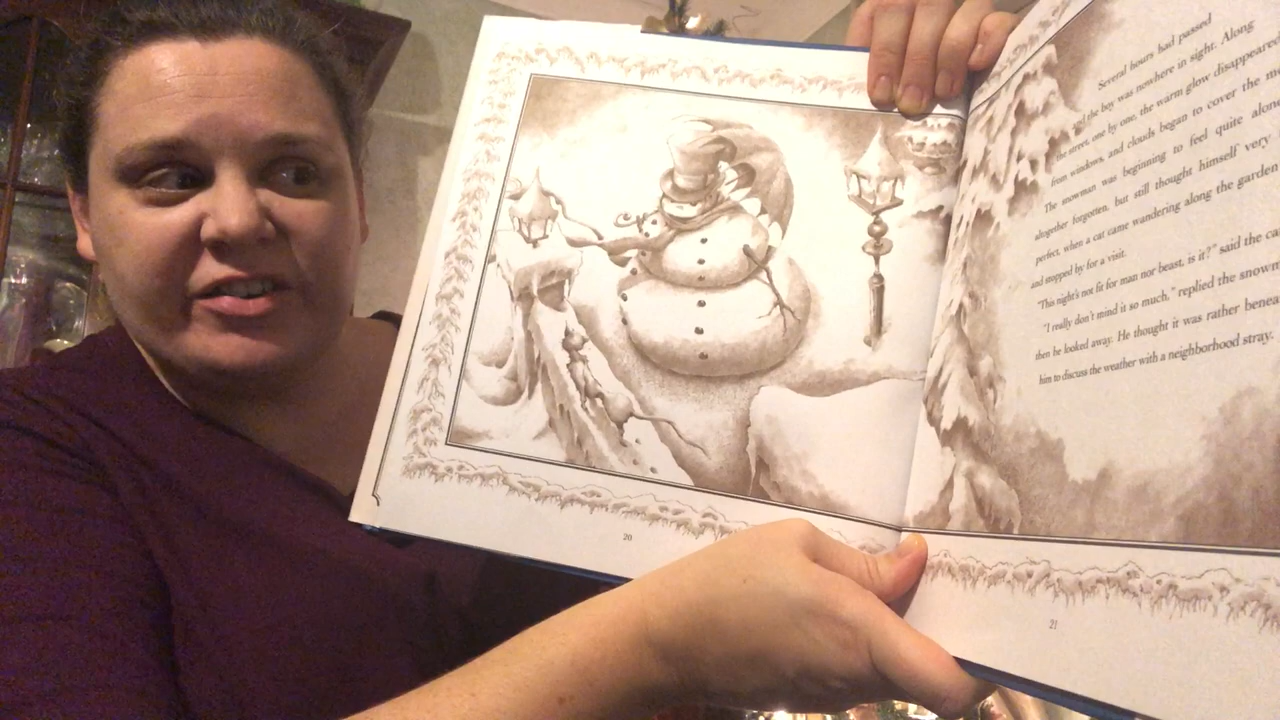 Several hours had passed
and the boy was nowhere in sight. Along
the street, one by one, the warm glow disappeared
from windows, and clouds began to cover the
The snowman was beginning to feel quite
altogether forgotten, but still thought himself very
perfect, when a cat came wandering along the garden
and stopped by for a visit.
"This night's not fit for man nor beast, is it?" said the
"I really don't mind it so much," replied the
then he looked away. He thought it was rather
him to discuss the weather with a neighborhood stray.
20
21